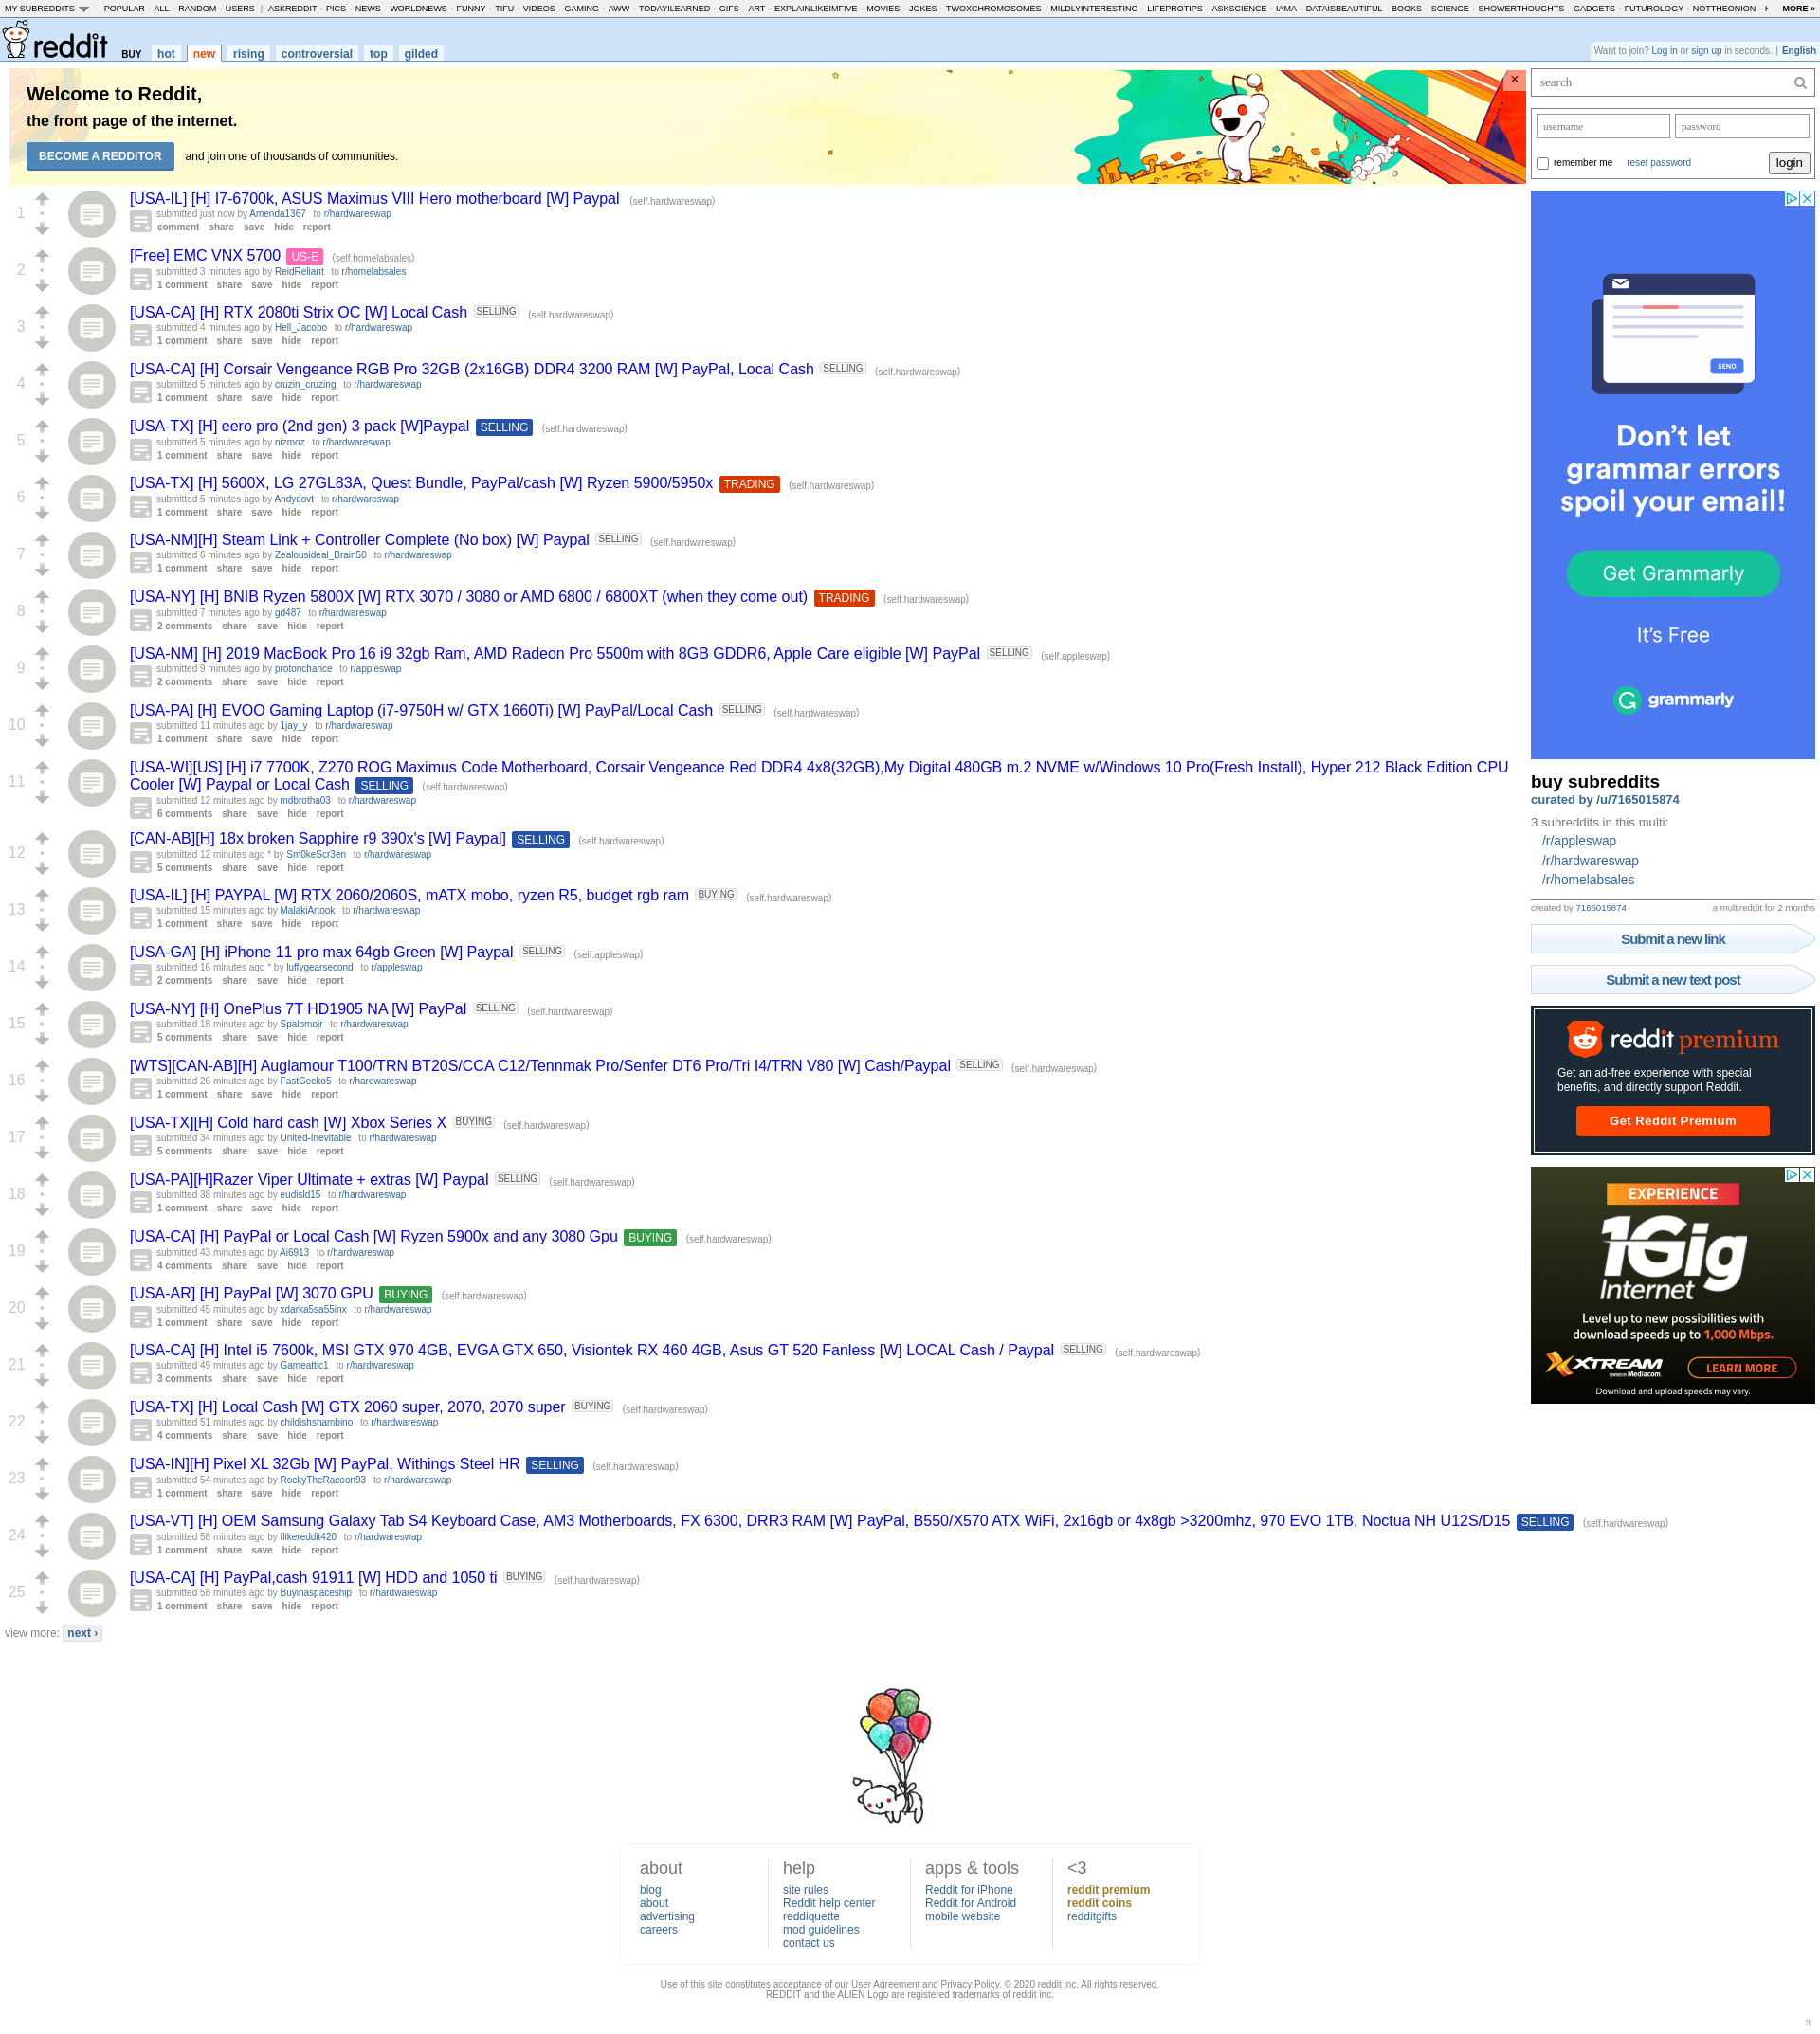 MY SUBREDDITS POPULAR - ALL - RANDOM - USERS | ASKREDDIT - PICS - NEWS - WORLDNEWS - FUNNY - TIFU - VIDEOS - GAMING - AWW - TODAYILEARNED - GIFS - ART - EXPLAINLIKEIMFIVE - MOVIES - JOKES - TWOXCHROMOSOMES - MILDLYINTERESTING - LIFEPROTIPS - ASKSCIENCE - IAMA - DATAISBEAUTIFUL - BOOKS - SCIENCE - SHOWERTHOUGHTS - GADGETS - FUTUROLOGY - NOTTHEONION - MORE »
reddit BUY hot new rising controversial top gilded
Want to join? Log in or sign up in seconds. | English
Welcome to Reddit,
the front page of the internet.
BECOME A REDDITOR and join one of thousands of communities.
×
1
[USA-IL] [H] I7-6700k, ASUS Maximus VIII Hero motherboard [W] Paypal (self.hardwareswap)
submitted just now by Amenda1367 to r/hardwareswap
comment share save hide report
2
[Free] EMC VNX 5700 US-E (self.homelabsales)
submitted 3 minutes ago by ReidReliant to r/homelabsales
1 comment share save hide report
3
[USA-CA] [H] RTX 2080ti Strix OC [W] Local Cash SELLING (self.hardwareswap)
submitted 4 minutes ago by Hell_Jacobo to r/hardwareswap
1 comment share save hide report
4
[USA-CA] [H] Corsair Vengeance RGB Pro 32GB (2x16GB) DDR4 3200 RAM [W] PayPal, Local Cash SELLING (self.hardwareswap)
submitted 5 minutes ago by cruzin_cruzing to r/hardwareswap
1 comment share save hide report
5
[USA-TX] [H] eero pro (2nd gen) 3 pack [W]Paypal SELLING (self.hardwareswap)
submitted 5 minutes ago by nizmoz to r/hardwareswap
1 comment share save hide report
6
[USA-TX] [H] 5600X, LG 27GL83A, Quest Bundle, PayPal/cash [W] Ryzen 5900/5950x TRADING (self.hardwareswap)
submitted 5 minutes ago by Andydovt to r/hardwareswap
1 comment share save hide report
7
[USA-NM][H] Steam Link + Controller Complete (No box) [W] Paypal SELLING (self.hardwareswap)
submitted 6 minutes ago by Zealousideal_Brain50 to r/hardwareswap
1 comment share save hide report
8
[USA-NY] [H] BNIB Ryzen 5800X [W] RTX 3070 / 3080 or AMD 6800 / 6800XT (when they come out) TRADING (self.hardwareswap)
submitted 7 minutes ago by gd487 to r/hardwareswap
2 comments share save hide report
9
[USA-NM] [H] 2019 MacBook Pro 16 i9 32gb Ram, AMD Radeon Pro 5500m with 8GB GDDR6, Apple Care eligible [W] PayPal SELLING (self.appleswap)
submitted 9 minutes ago by protonchance to r/appleswap
2 comments share save hide report
10
[USA-PA] [H] EVOO Gaming Laptop (i7-9750H w/ GTX 1660Ti) [W] PayPal/Local Cash SELLING (self.hardwareswap)
submitted 11 minutes ago by 1jay_y to r/hardwareswap
1 comment share save hide report
11
[USA-WI][US] [H] i7 7700K, Z270 ROG Maximus Code Motherboard, Corsair Vengeance Red DDR4 4x8(32GB),My Digital 480GB m.2 NVME w/Windows 10 Pro(Fresh Install), Hyper 212 Black Edition CPU
Cooler [W] Paypal or Local Cash SELLING (self.hardwareswap)
submitted 12 minutes ago by mdbrotha03 to r/hardwareswap
6 comments share save hide report
12
[CAN-AB][H] 18x broken Sapphire r9 390x's [W] Paypal] SELLING (self.hardwareswap)
submitted 12 minutes ago * by Sm0keScr3en to r/hardwareswap
5 comments share save hide report
13
[USA-IL] [H] PAYPAL [W] RTX 2060/2060S, mATX mobo, ryzen R5, budget rgb ram BUYING (self.hardwareswap)
submitted 15 minutes ago by MalakiArtook to r/hardwareswap
1 comment share save hide report
14
[USA-GA] [H] iPhone 11 pro max 64gb Green [W] Paypal SELLING (self.appleswap)
submitted 16 minutes ago * by luffygearsecond to r/appleswap
2 comments share save hide report
15
[USA-NY] [H] OnePlus 7T HD1905 NA [W] PayPal SELLING (self.hardwareswap)
submitted 18 minutes ago by Spalomojr to r/hardwareswap
5 comments share save hide report
16
[WTS][CAN-AB][H] Auglamour T100/TRN BT20S/CCA C12/Tennmak Pro/Senfer DT6 Pro/Tri I4/TRN V80 [W] Cash/Paypal SELLING (self.hardwareswap)
submitted 26 minutes ago by FastGecko5 to r/hardwareswap
1 comment share save hide report
17
[USA-TX][H] Cold hard cash [W] Xbox Series X BUYING (self.hardwareswap)
submitted 34 minutes ago by United-Inevitable to r/hardwareswap
5 comments share save hide report
18
[USA-PA][H]Razer Viper Ultimate + extras [W] Paypal SELLING (self.hardwareswap)
submitted 38 minutes ago by eudisld15 to r/hardwareswap
1 comment share save hide report
19
[USA-CA] [H] PayPal or Local Cash [W] Ryzen 5900x and any 3080 Gpu BUYING (self.hardwareswap)
submitted 43 minutes ago by Ai6913 to r/hardwareswap
4 comments share save hide report
20
[USA-AR] [H] PayPal [W] 3070 GPU BUYING (self.hardwareswap)
submitted 45 minutes ago by xdarka5sa55inx to r/hardwareswap
1 comment share save hide report
21
[USA-CA] [H] Intel i5 7600k, MSI GTX 970 4GB, EVGA GTX 650, Visiontek RX 460 4GB, Asus GT 520 Fanless [W] LOCAL Cash / Paypal SELLING (self.hardwareswap)
submitted 49 minutes ago by Gameattic1 to r/hardwareswap
3 comments share save hide report
22
[USA-TX] [H] Local Cash [W] GTX 2060 super, 2070, 2070 super BUYING (self.hardwareswap)
submitted 51 minutes ago by childishshambino to r/hardwareswap
4 comments share save hide report
23
[USA-IN][H] Pixel XL 32Gb [W] PayPal, Withings Steel HR SELLING (self.hardwareswap)
submitted 54 minutes ago by RockyTheRacoon93 to r/hardwareswap
1 comment share save hide report
24
[USA-VT] [H] OEM Samsung Galaxy Tab S4 Keyboard Case, AM3 Motherboards, FX 6300, DRR3 RAM [W] PayPal, B550/X570 ATX WiFi, 2x16gb or 4x8gb >3200mhz, 970 EVO 1TB, Noctua NH U12S/D15 SELLING (self.hardwareswap)
submitted 58 minutes ago by Ilikereddit420 to r/hardwareswap
1 comment share save hide report
25
[USA-CA] [H] PayPal,cash 91911 [W] HDD and 1050 ti BUYING (self.hardwareswap)
submitted 58 minutes ago by Buyinaspaceship to r/hardwareswap
1 comment share save hide report
view more: next ›
search
username password
remember me reset password login
SEND
Don't let
grammar errors
spoil your email!
Get Grammarly
It's Free
grammarly
buy subreddits
curated by /u/7165015874
3 subreddits in this multi:
/r/appleswap
/r/hardwareswap
/r/homelabsales
created by 7165015874 a multireddit for 2 months
Submit a new link
Submit a new text post
reddit premium
Get an ad-free experience with special
benefits, and directly support Reddit.
Get Reddit Premium
EXPERIENCE
1Gig
Internet
Level up to new possibilities with
download speeds up to 1,000 Mbps.
XTREAM POWERED BY Mediacom LEARN MORE
Download and upload speeds may vary.
about
blog
about
advertising
careers
help
site rules
Reddit help center
reddiquette
mod guidelines
contact us
apps & tools
Reddit for iPhone
Reddit for Android
mobile website
<3
reddit premium
reddit coins
redditgifts
Use of this site constitutes acceptance of our User Agreement and Privacy Policy. © 2020 reddit inc. All rights reserved.
REDDIT and the ALIEN Logo are registered trademarks of reddit inc.
π